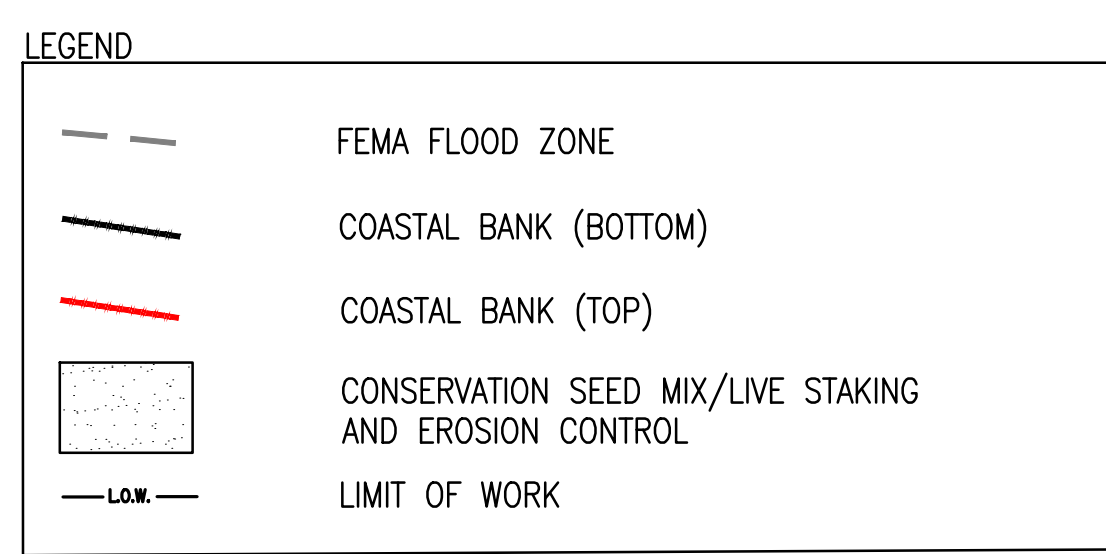 LEGEND
FEMA FLOOD ZONE
COASTAL BANK (BOTTOM)
COASTAL BANK (TOP)
CONSERVATION SEED MIX/LIVE STAKING
AND EROSION CONTROL
L.O.W.
LIMIT OF WORK